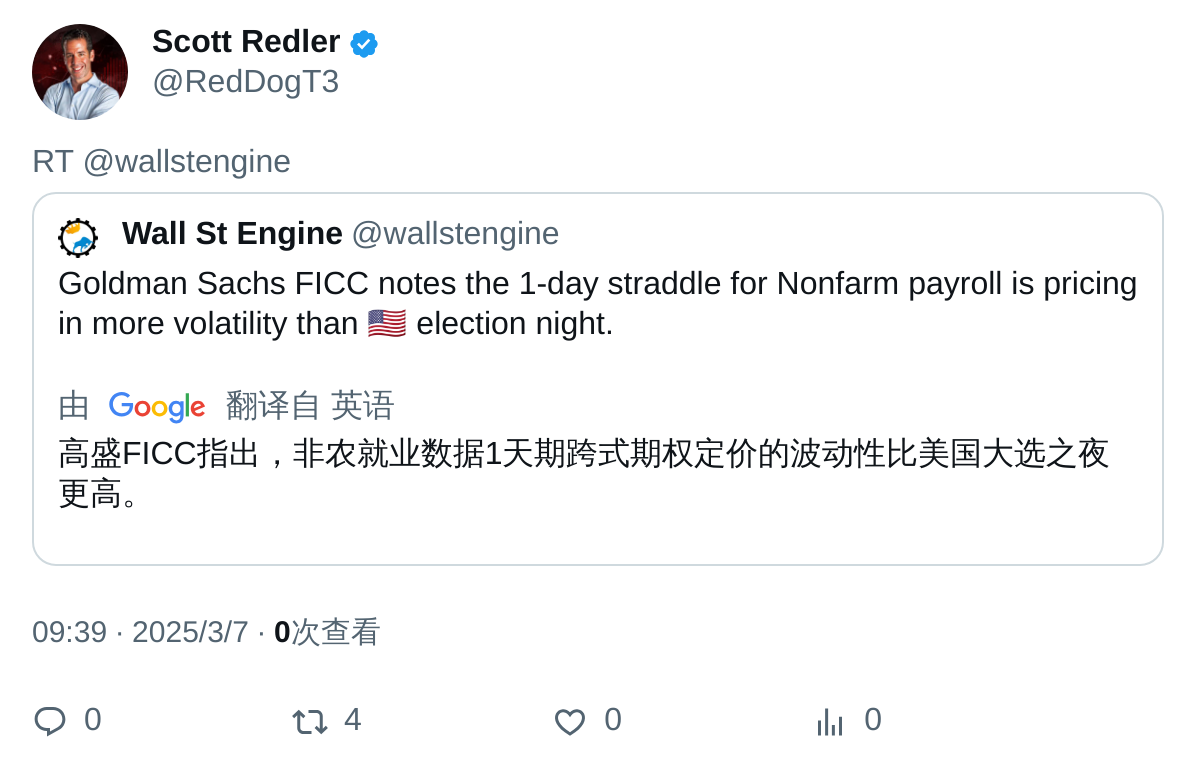 Scott Redler
@RedDogT3
RT @wallstengine
Wall St Engine @wallstengine
Goldman Sachs FICC notes the 1-day straddle for Nonfarm payroll is pricing
in more volatility than 🇺🇸 election night.
由 Google 翻译自 英语
高盛FICC指出，非农就业数据1天期跨式期权定价的波动性比美国大选之夜
更高。
09:39 · 2025/3/7 · 0次查看
0 4 0 0